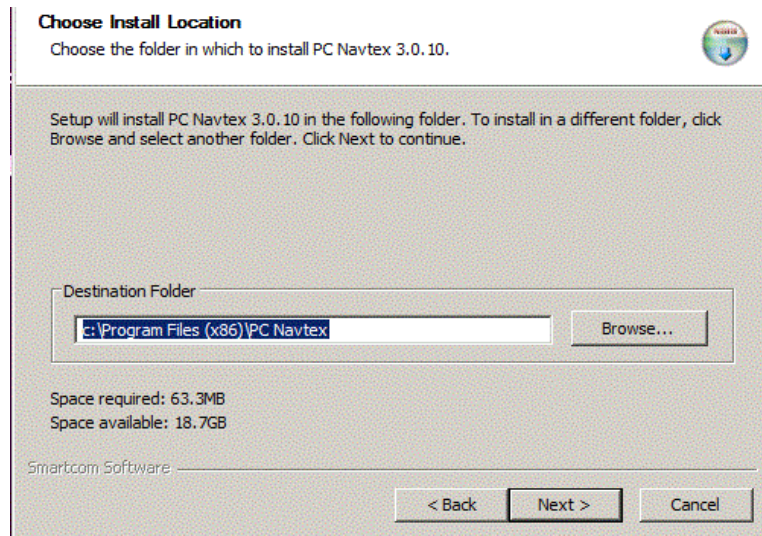 Choose Install Location
Choose the folder in which to install PC Navtex 3.0.10.
Setup will install PC Navtex 3.0.10 in the following folder. To install in a different folder, click
Browse and select another folder. Click Next to continue.
Destination Folder
c:\Program Files (x86)\PC Navtex
Browse...
Space required: 63.3MB
Space available: 18.7GB
Smartcom Software
< Back
Next >
Cancel